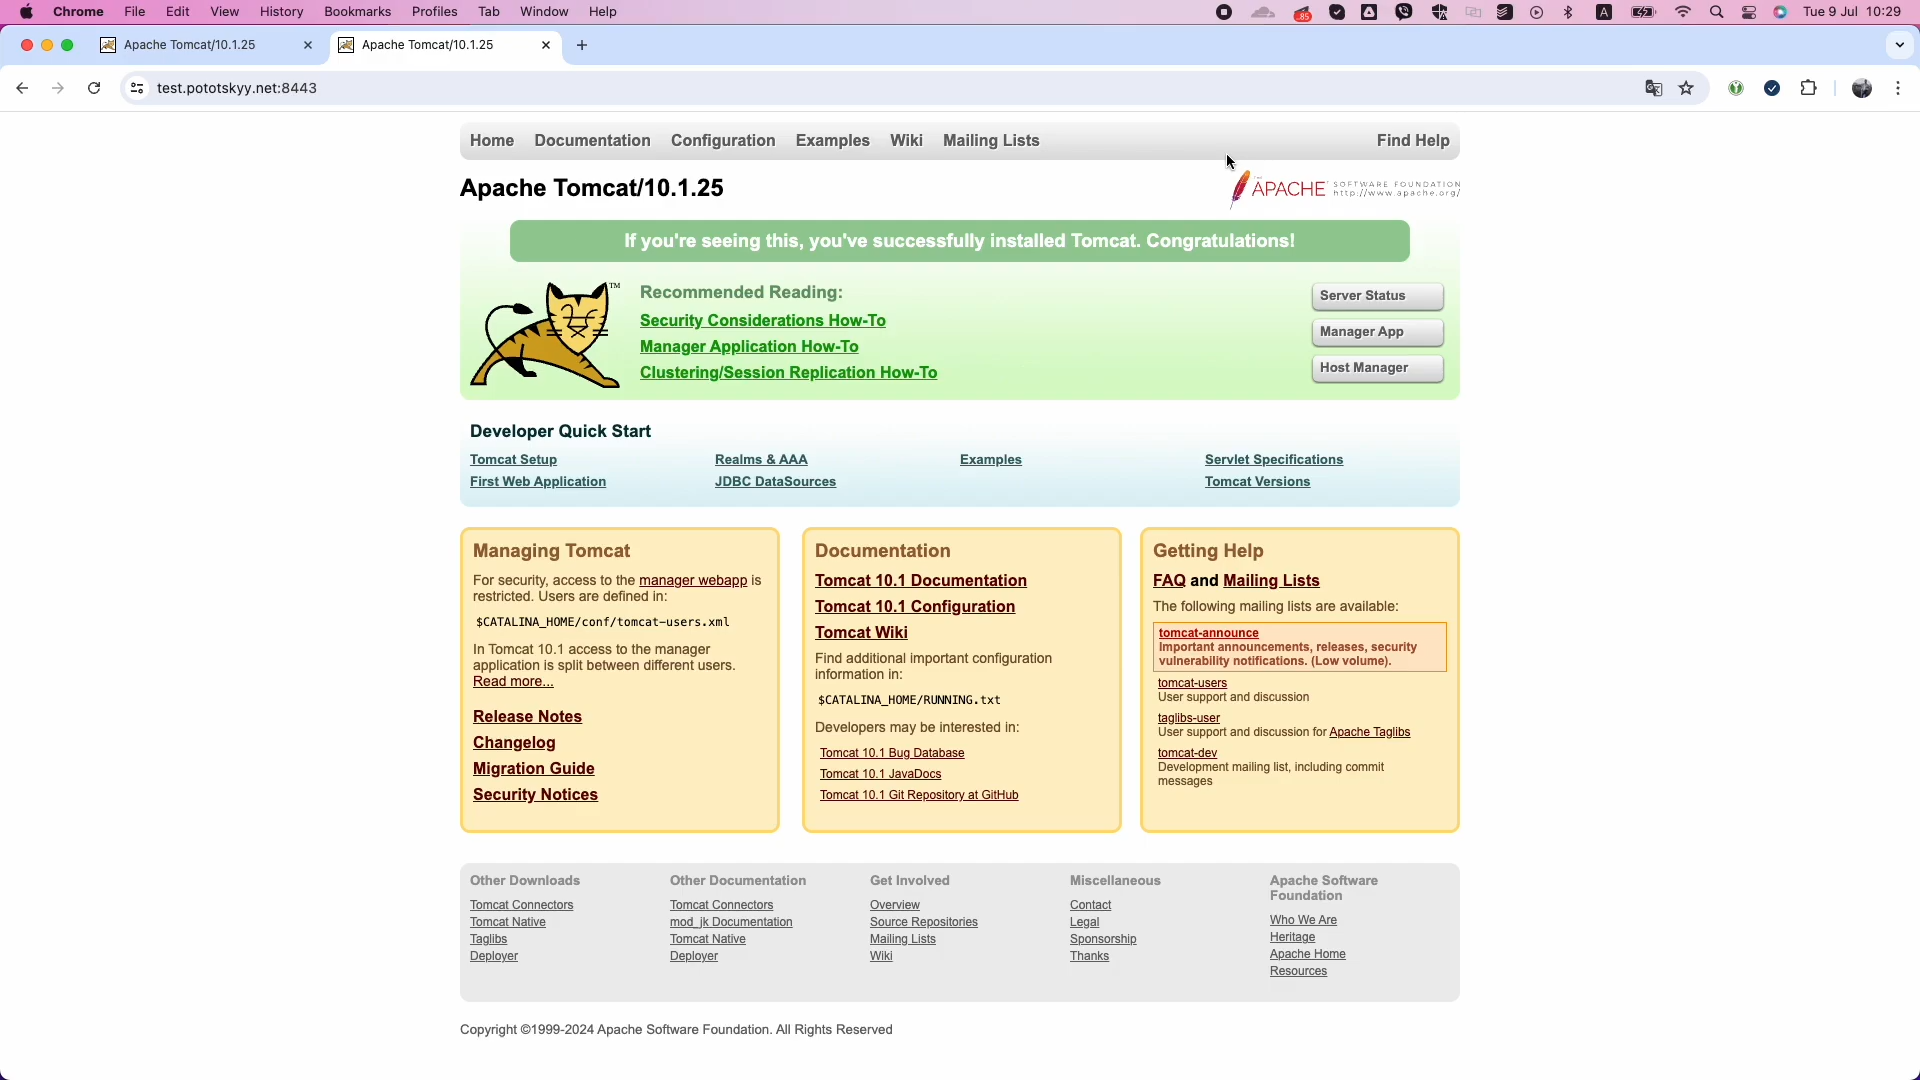 Chrome File Edit View History Bookmarks Profiles Tab Window Help
.85
A
Tue 9 Jul 10:29
Apache Tomcat/10.1.25
Apache Tomcat/10.1.25
test.pototskyy.net:8443
Home Documentation Configuration Examples Wiki Mailing Lists Find Help
Apache Tomcat/10.1.25
APACHE SOFTWARE FOUNDATION
http://www.apache.org/
If you're seeing this, you've successfully installed Tomcat. Congratulations!
TM
Recommended Reading:
Security Considerations How-To
Manager Application How-To
Clustering/Session Replication How-To
Server Status
Manager App
Host Manager
Developer Quick Start
Tomcat Setup
First Web Application
Realms & AAA
JDBC DataSources
Examples
Servlet Specifications
Tomcat Versions
Managing Tomcat
For security, access to the manager webapp is
restricted. Users are defined in:
$CATALINA_HOME/conf/tomcat-users.xml
In Tomcat 10.1 access to the manager
application is split between different users.
Read more...
Release Notes
Changelog
Migration Guide
Security Notices
Documentation
Tomcat 10.1 Documentation
Tomcat 10.1 Configuration
Tomcat Wiki
Find additional important configuration
information in:
$CATALINA_HOME/RUNNING.txt
Developers may be interested in:
Tomcat 10.1 Bug Database
Tomcat 10.1 JavaDocs
Tomcat 10.1 Git Repository at GitHub
Getting Help
FAQ and Mailing Lists
The following mailing lists are available:
tomcat-announce
Important announcements, releases, security
vulnerability notifications. (Low volume).
tomcat-users
User support and discussion
taglibs-user
User support and discussion for Apache Taglibs
tomcat-dev
Development mailing list, including commit
messages
Other Downloads
Tomcat Connectors
Tomcat Native
Taglibs
Deployer
Other Documentation
Tomcat Connectors
mod_jk Documentation
Tomcat Native
Deployer
Get Involved
Overview
Source Repositories
Mailing Lists
Wiki
Miscellaneous
Contact
Legal
Sponsorship
Thanks
Apache Software
Foundation
Who We Are
Heritage
Apache Home
Resources
Copyright ©1999-2024 Apache Software Foundation. All Rights Reserved